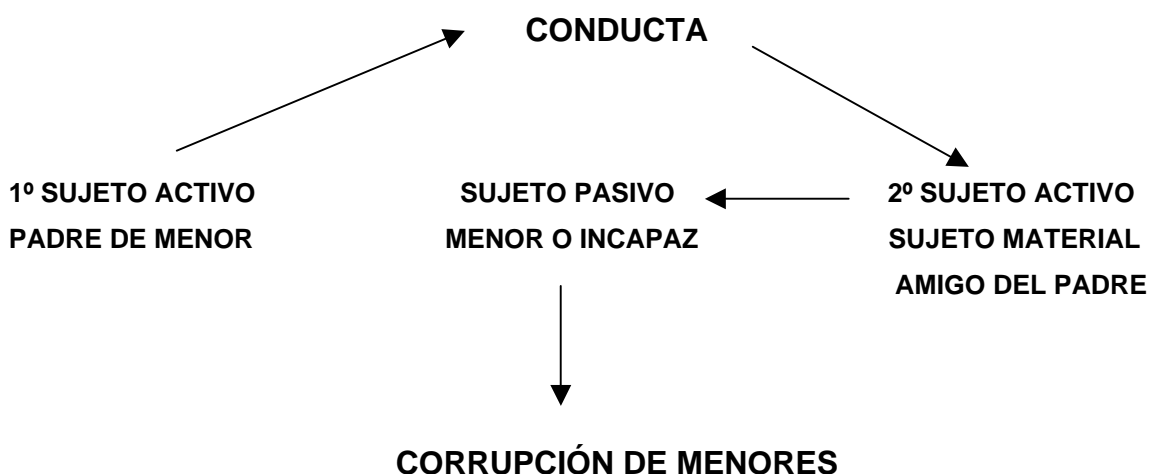 CONDUCTA
1º SUJETO ACTIVO
PADRE DE MENOR
SUJETO PASIVO
MENOR O INCAPAZ
2º SUJETO ACTIVO
SUJETO MATERIAL
AMIGO DEL PADRE
CORRUPCIÓN DE MENORES